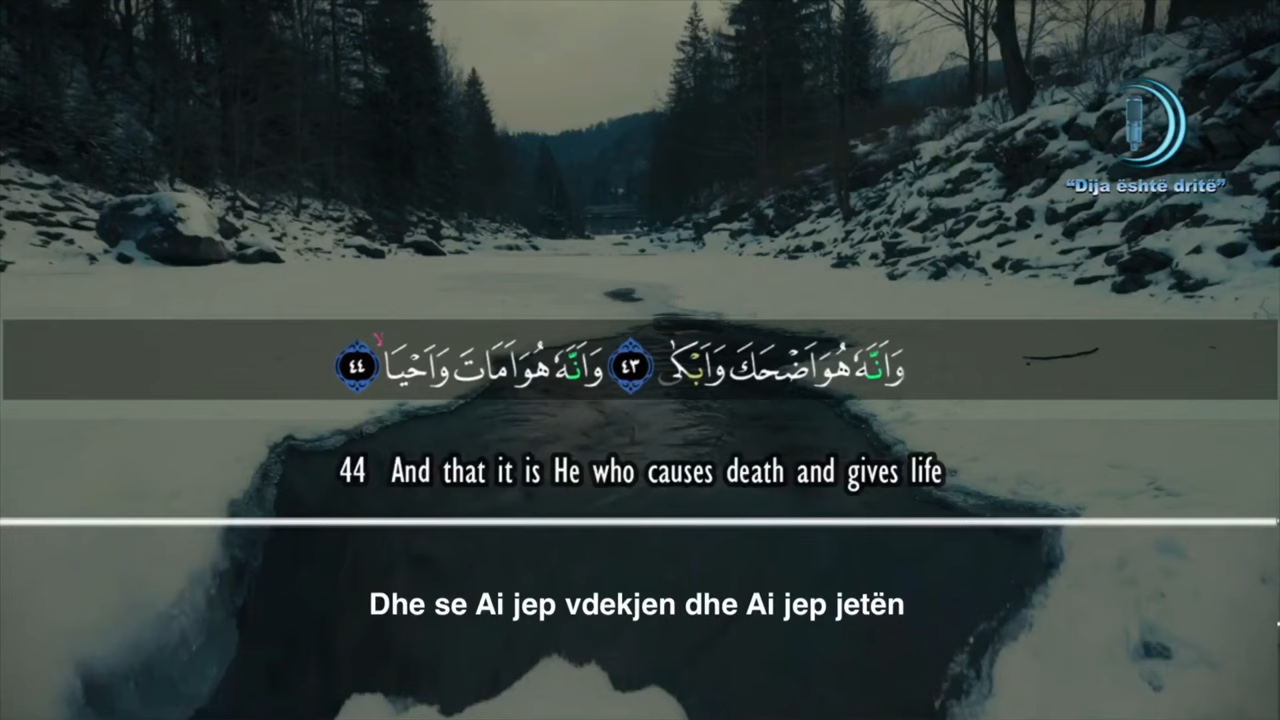 “Dija është dritë”
وَاَنَّهٗ هُوَ اَضْحَكَ وَاَبْكٰى ٤٣ وَاَنَّهٗ هُوَ اَمَاتَ وَاَحْيَا ۙ ٤٤
44 And that it is He who causes death and gives life
Dhe se Ai jep vdekjen dhe Ai jep jetën